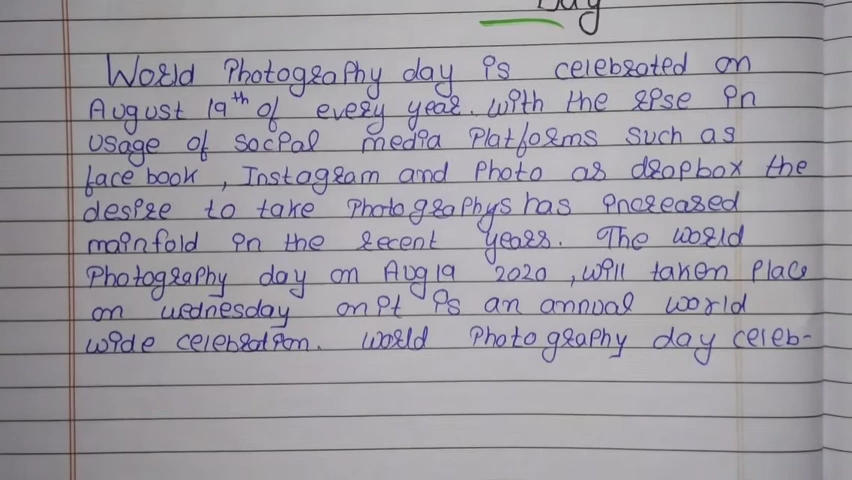 Day
World Photography day is celebrated on
August 19th of every year. with the rise in
usage of social media Platforms such as
face book, Instagram and Photo as dropbox the
desire to take Photographys has increased
mainfold in the recent years. The world
Photography day on Aug 19 2020, will taken Place
on wednesday on it is an annual world
wide celebration. World Photography day celeb-